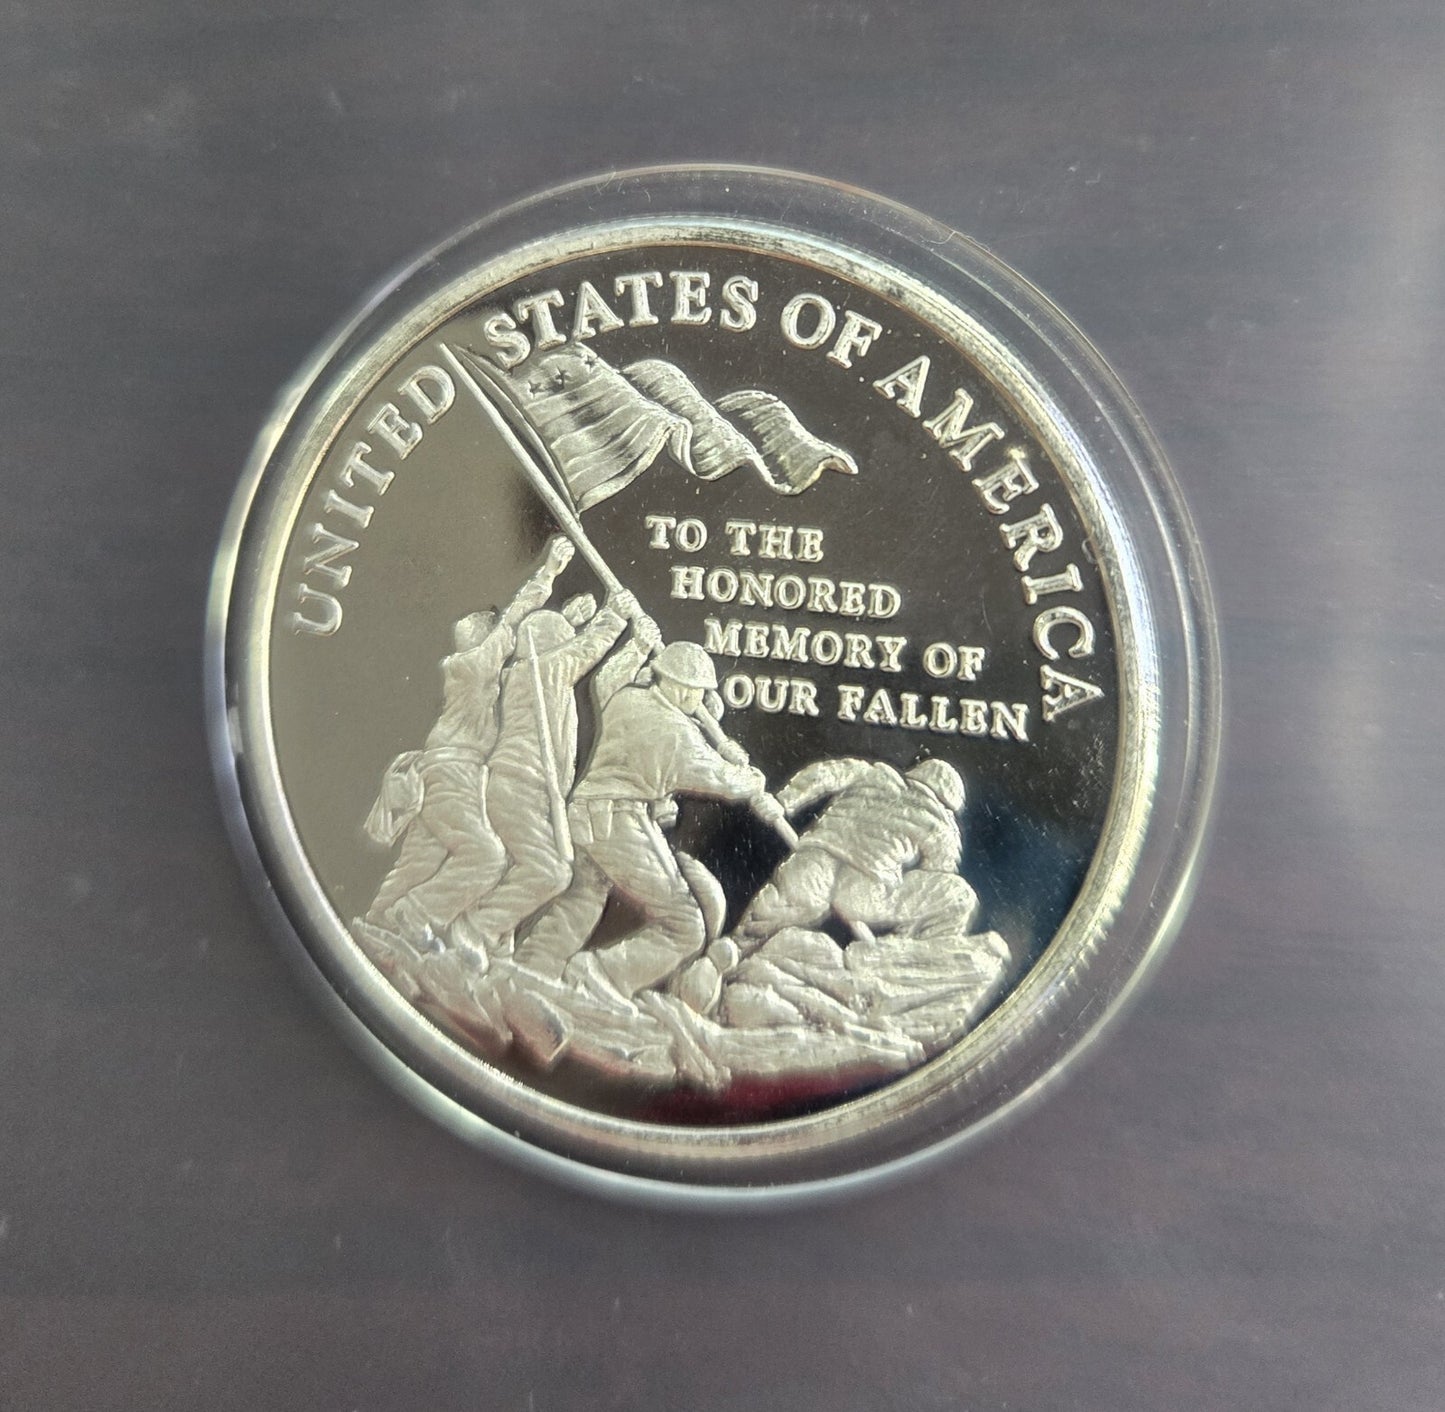 UNITED STATES OF AMERICA
TO THE
HONORED
MEMORY OF
OUR FALLEN